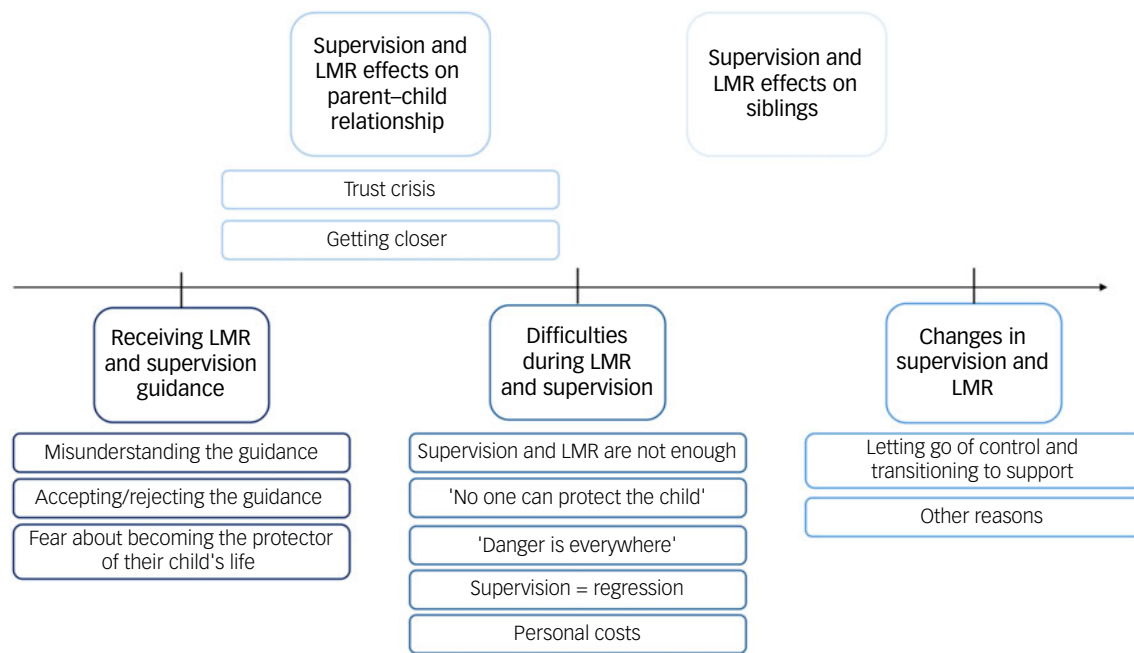 Supervision and
LMR effects on
parent–child
relationship
Trust crisis
Getting closer
Supervision and
LMR effects on
siblings
Receiving LMR
and supervision
guidance
Misunderstanding the guidance
Accepting/rejecting the guidance
Fear about becoming the protector
of their child's life
Difficulties
during LMR
and supervision
Supervision and LMR are not enough
'No one can protect the child'
'Danger is everywhere'
Supervision = regression
Personal costs
Changes in
supervision and
LMR
Letting go of control and
transitioning to support
Other reasons